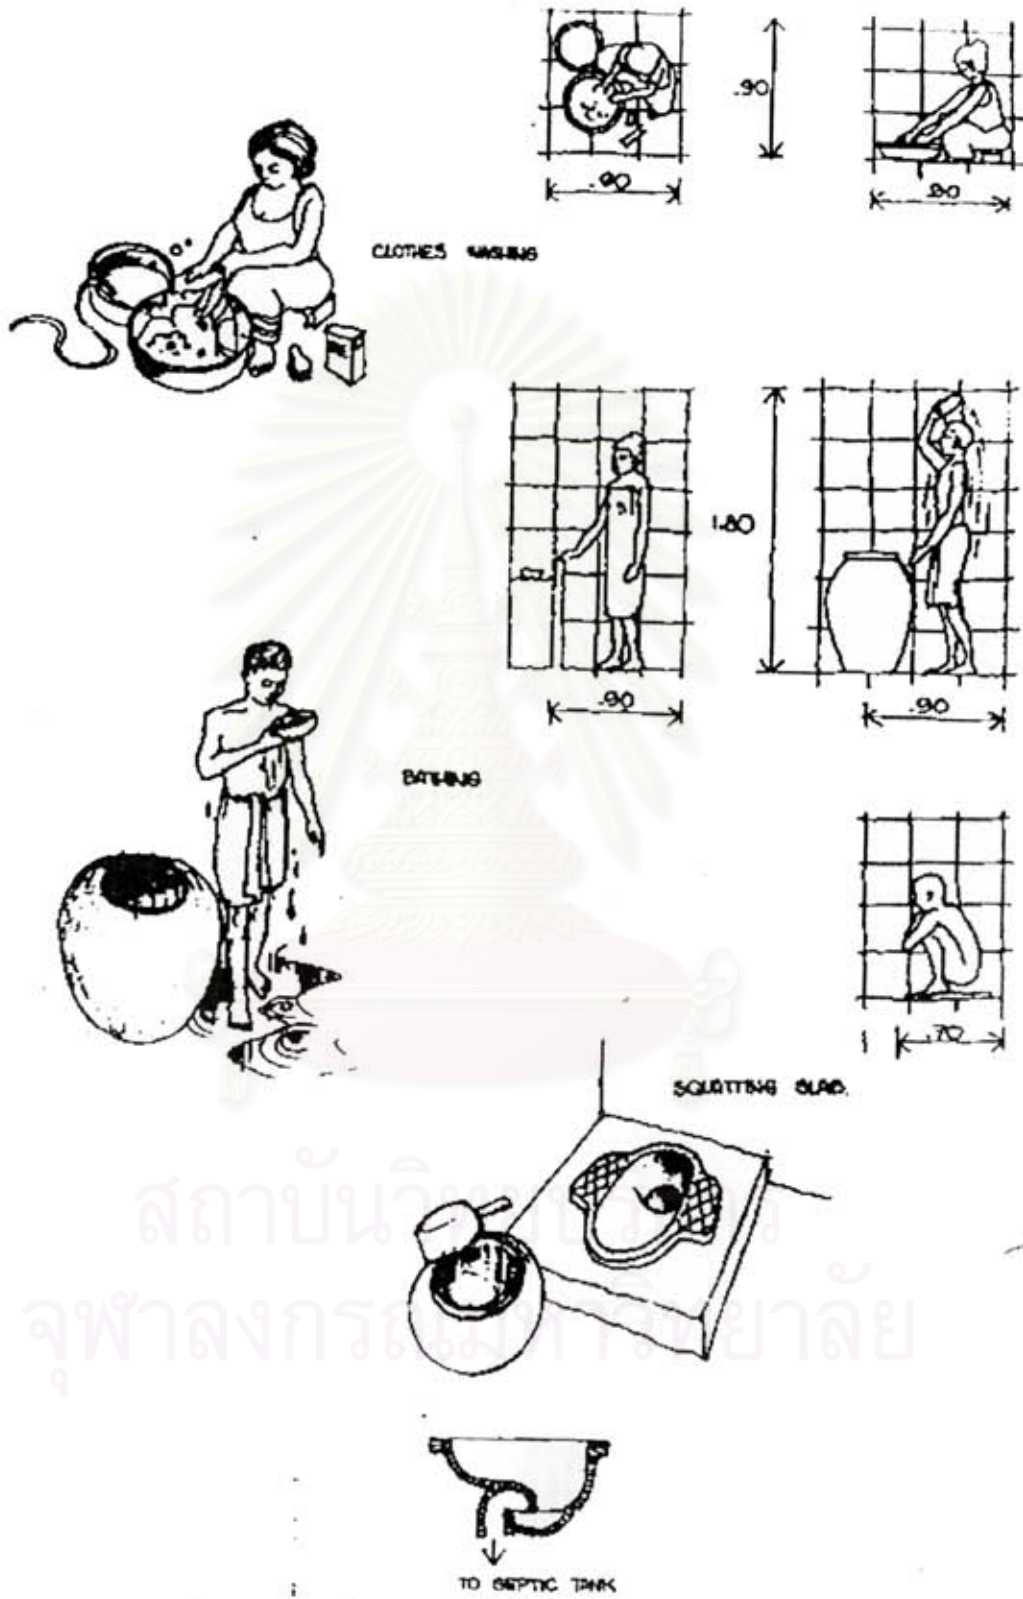 .90
.90
.90
CLOTHES WASHING
1.80
.90
.90
BATHING
.70
SQUATTING SLAB.
สถาบันวิทยบริการ
จุฬาลงกรณ์มหาวิทยาลัย
TO SEPTIC TANK